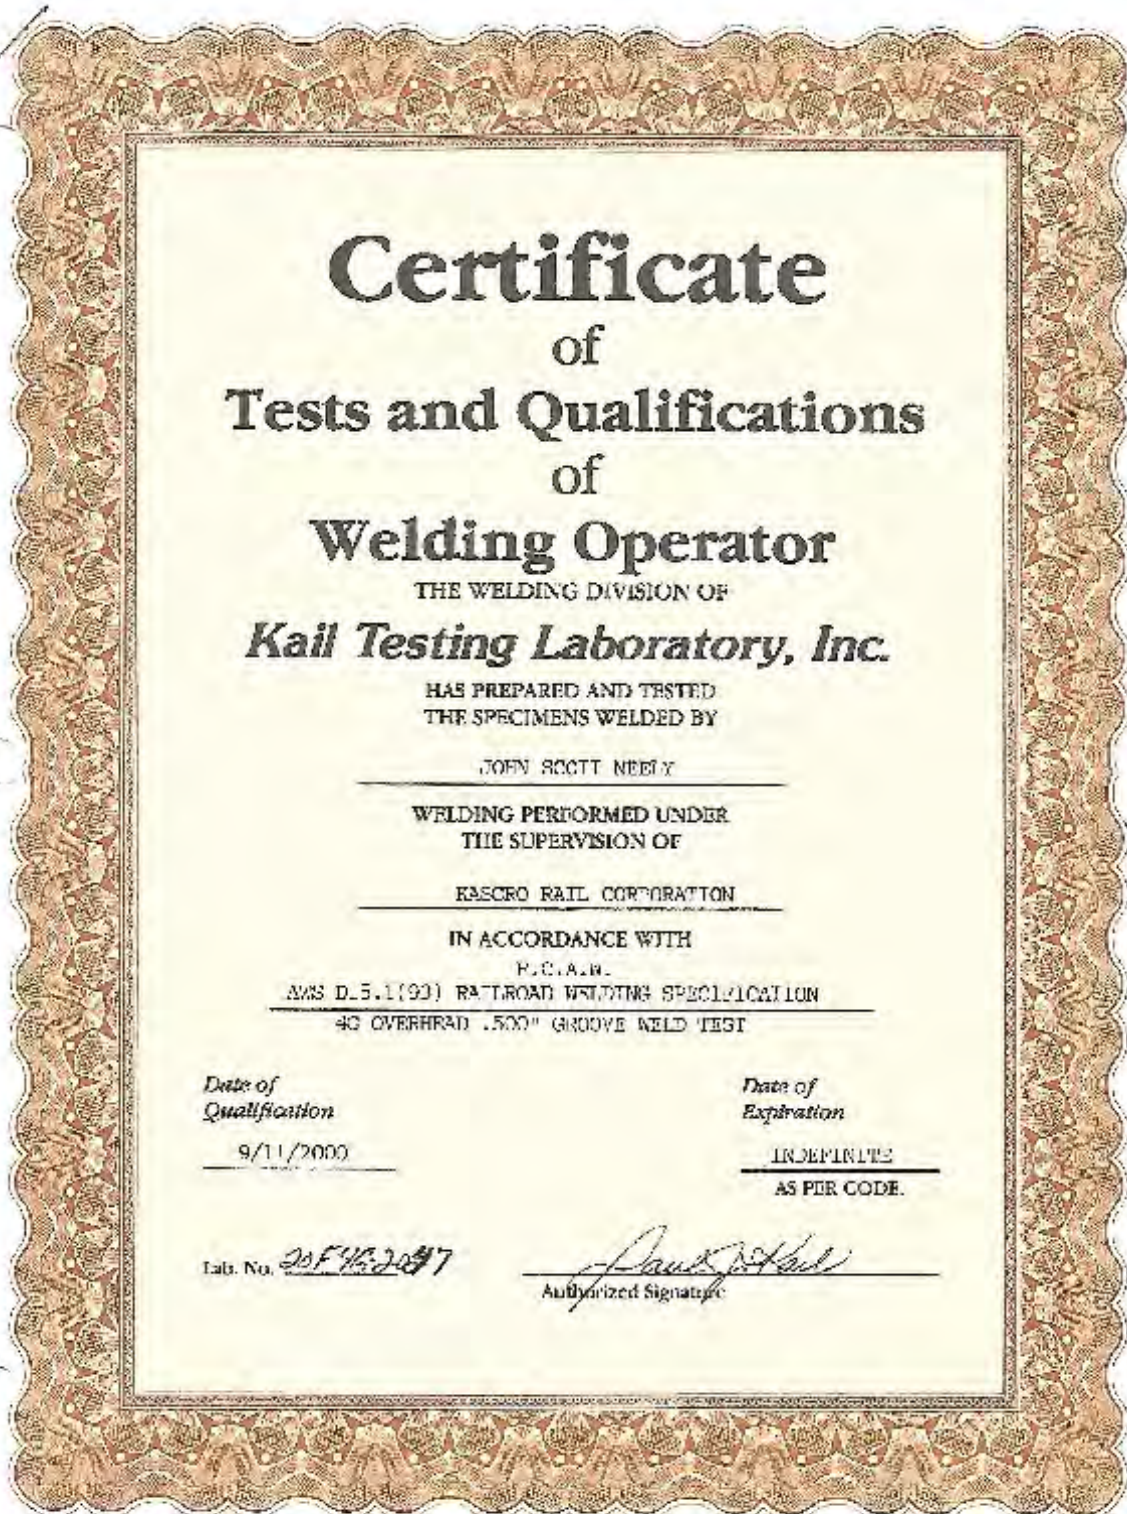 Certificate
of
Tests and Qualifications
of
Welding Operator
THE WELDING DIVISION OF
Kail Testing Laboratory, Inc.
HAS PREPARED AND TESTED
THE SPECIMENS WELDED BY
JOHN SCOTT NEELY
WELDING PERFORMED UNDER
THE SUPERVISION OF
KASGRO RAIL CORPORATION
IN ACCORDANCE WITH
F.C.A.W.
AWS D.5.1(93) RAILROAD WELDING SPECIFICATION
4G OVERHEAD .500" GROOVE WELD TEST
Date of
Qualification
9/11/2000
Date of
Expiration
INDEFINITE
AS PER CODE.
Lab. No.
Authorized Signature